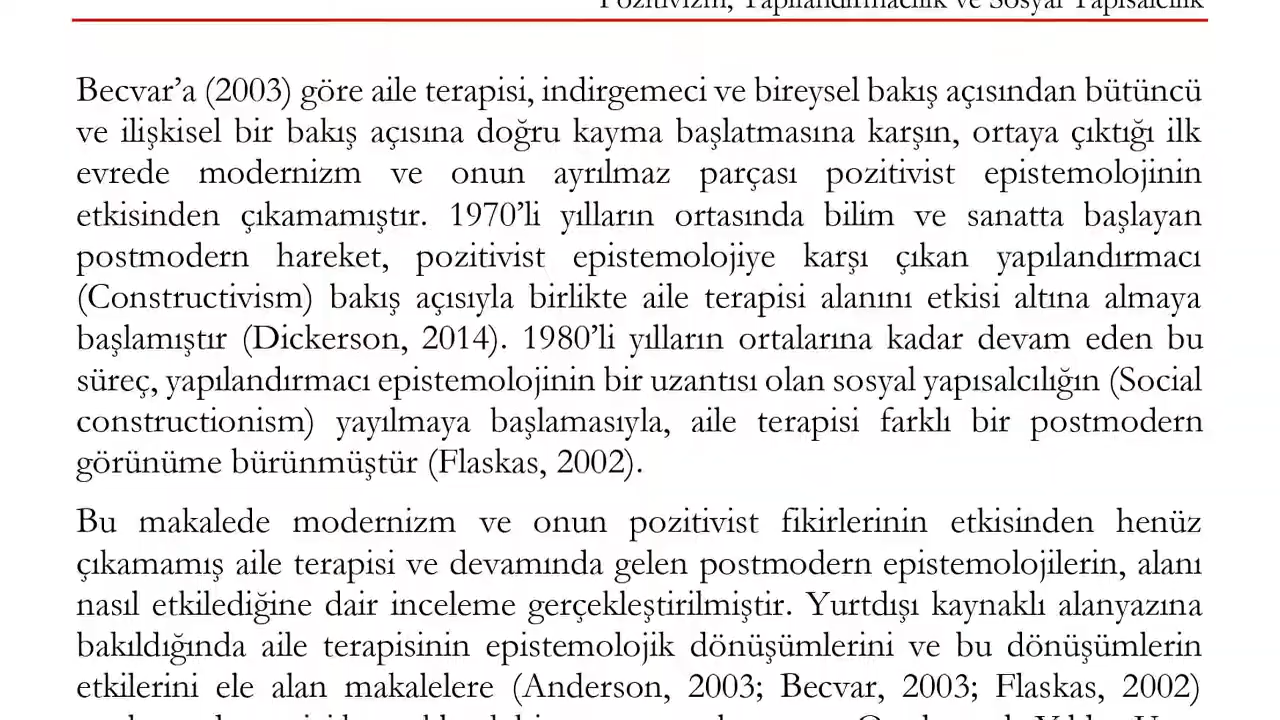 Pozitivizm, Yapılandırmacılık ve Sosyal Yapısalcılık
Becvar’a (2003) göre aile terapisi, indirgemeci ve bireysel bakış açısından bütüncü
ve ilişkisel bir bakış açısına doğru kayma başlatmasına karşın, ortaya çıktığı ilk
evrede modernizm ve onun ayrılmaz parçası pozitivist epistemolojinin
etkisinden çıkamamıştır. 1970’li yılların ortasında bilim ve sanatta başlayan
postmodern hareket, pozitivist epistemolojiye karşı çıkan yapılandırmacı
(Constructivism) bakış açısıyla birlikte aile terapisi alanını etkisi altına almaya
başlamıştır (Dickerson, 2014). 1980’li yılların ortalarına kadar devam eden bu
süreç, yapılandırmacı epistemolojinin bir uzantısı olan sosyal yapısalcılığın (Social
constructionism) yayılmaya başlamasıyla, aile terapisi farklı bir postmodern
görünüme bürünmüştür (Flaskas, 2002).
Bu makalede modernizm ve onun pozitivist fikirlerinin etkisinden henüz
çıkamamış aile terapisi ve devamında gelen postmodern epistemolojilerin, alanı
nasıl etkilediğine dair inceleme gerçekleştirilmiştir. Yurtdışı kaynaklı alanyazına
bakıldığında aile terapisinin epistemolojik dönüşümlerini ve bu dönüşümlerin
etkilerini ele alan makalelere (Anderson, 2003; Becvar, 2003; Flaskas, 2002)